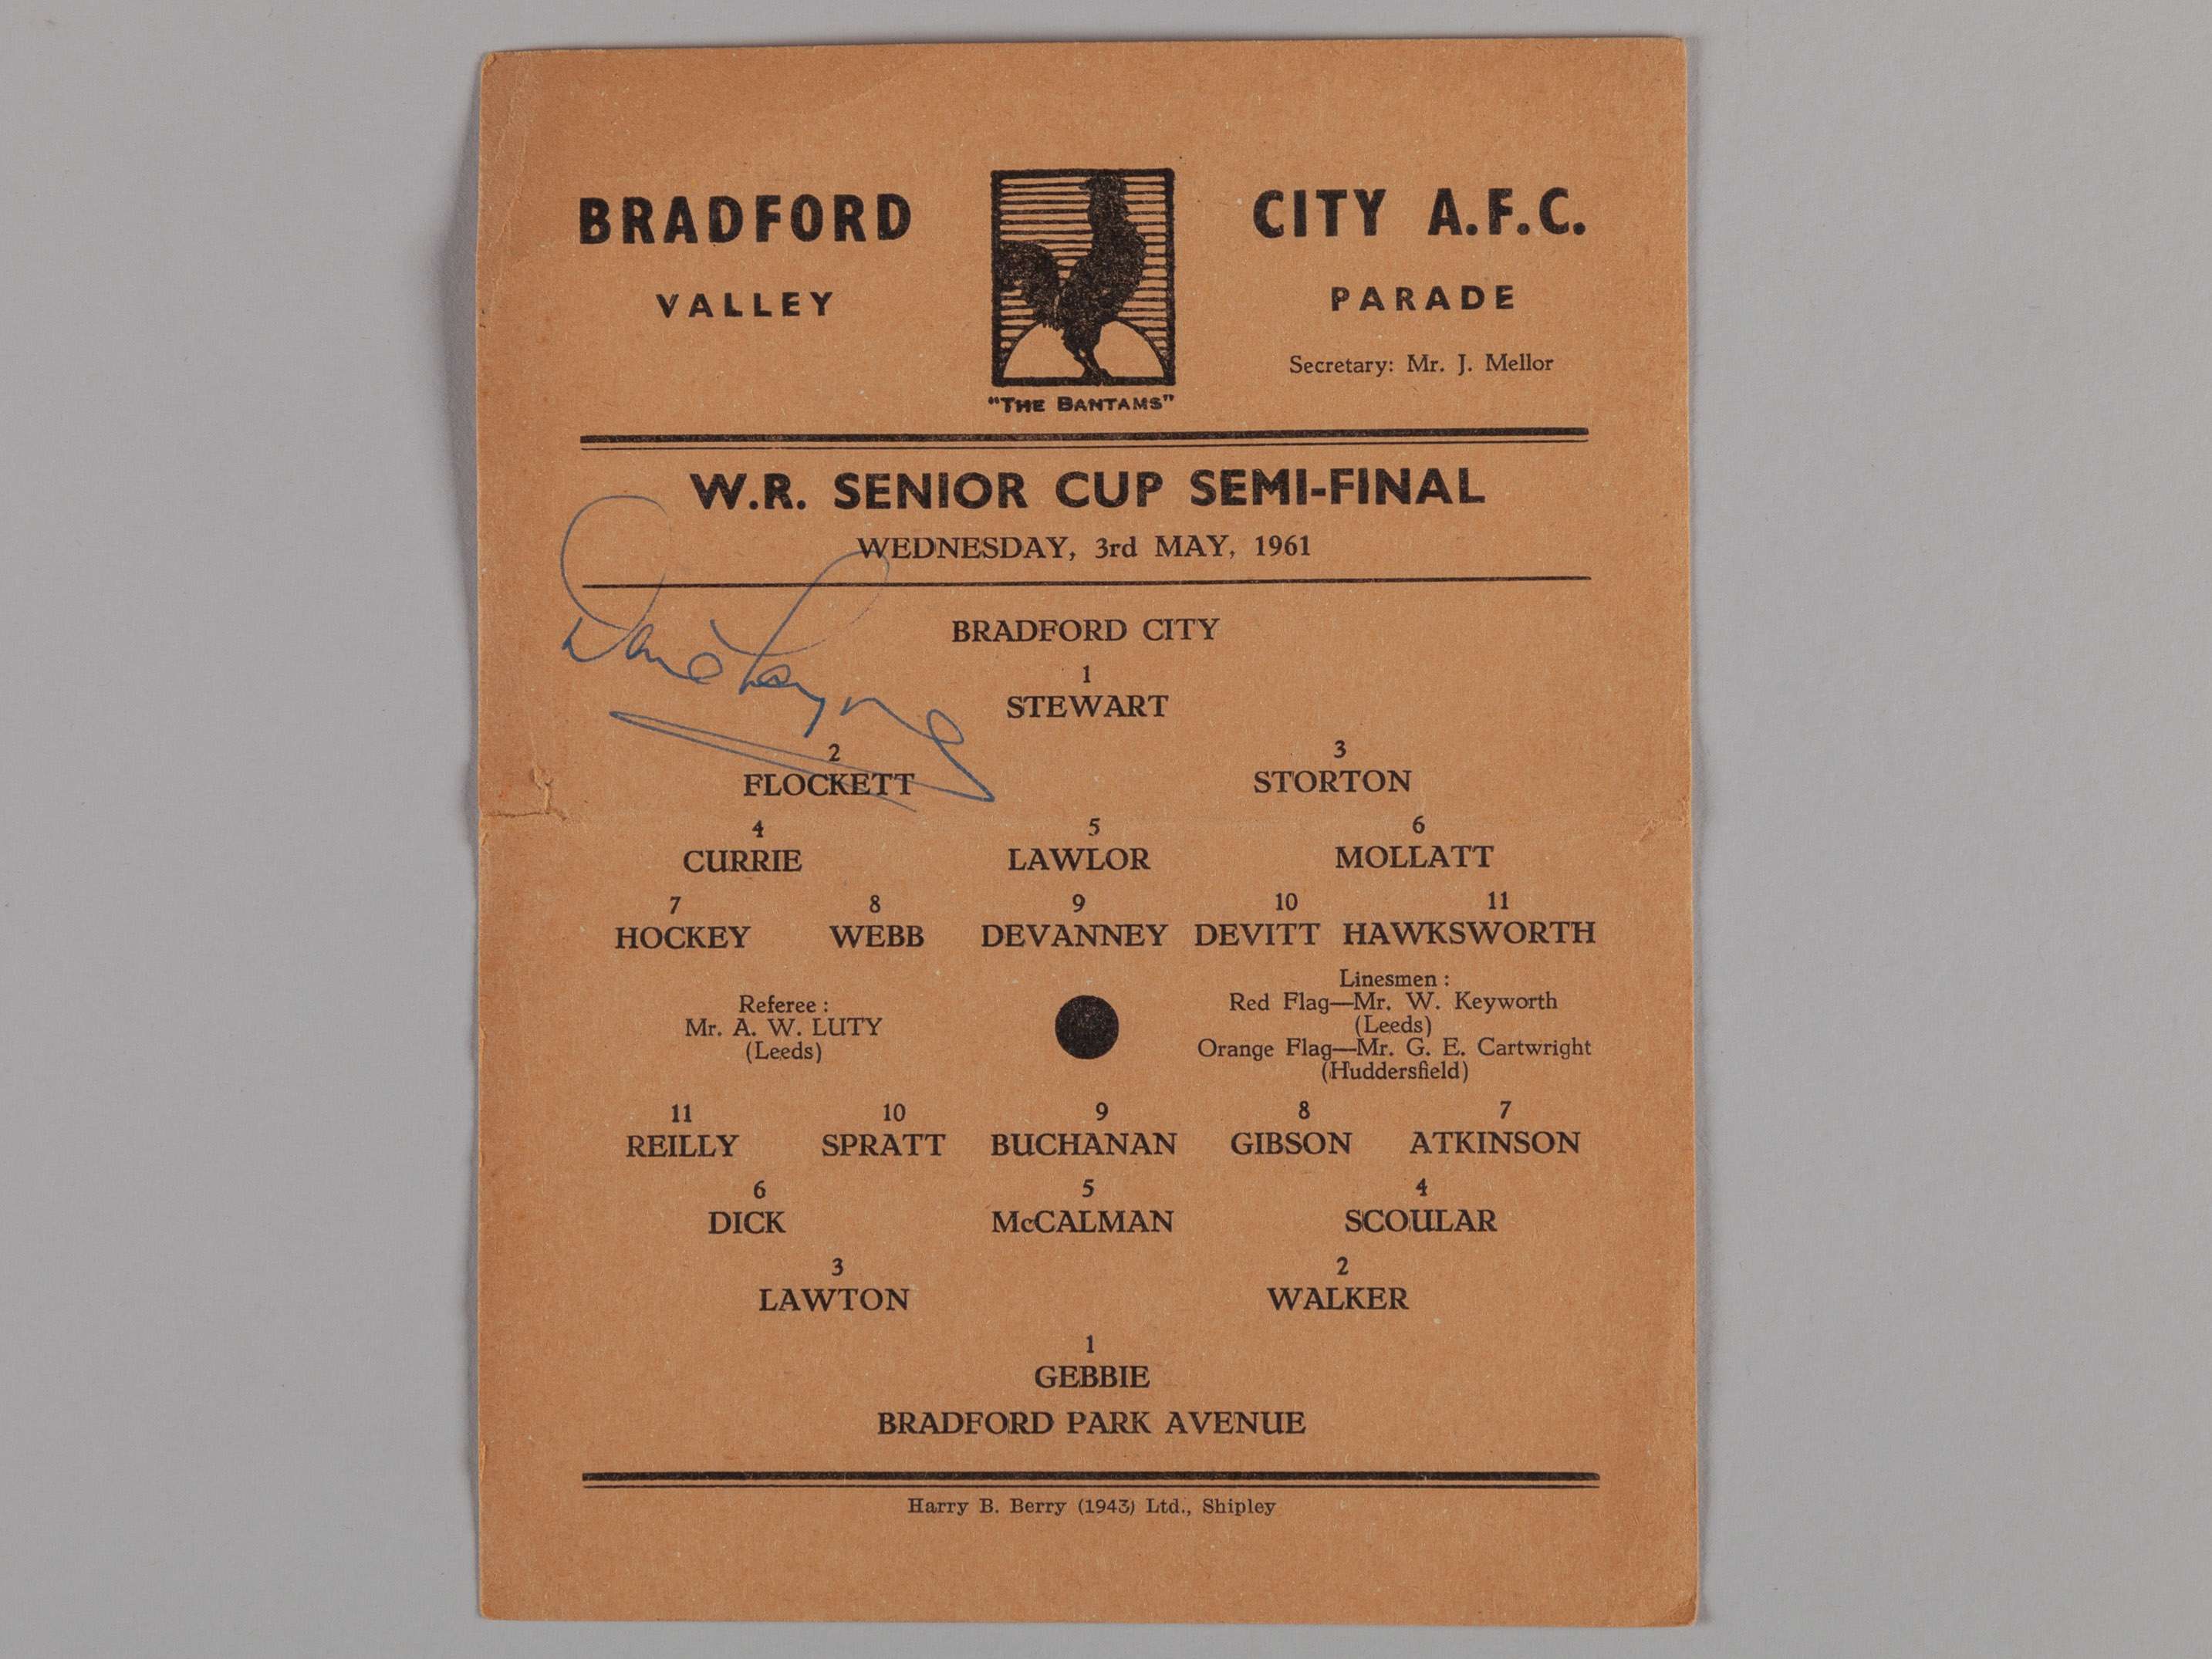 BRADFORD CITY A.F.C.
VALLEY PARADE
Secretary: Mr. J. Mellor
"THE BANTAMS"
W.R. SENIOR CUP SEMI-FINAL
WEDNESDAY, 3rd MAY, 1961
Dave Layne
BRADFORD CITY
1
STEWART
2 3
FLOCKETT STORTON
4 5 6
CURRIE LAWLOR MOLLATT
7 8 9 10 11
HOCKEY WEBB DEVANNEY DEVITT HAWKSWORTH
Referee :
Mr. A. W. LUTY
(Leeds)
Linesmen :
Red Flag—Mr. W. Keyworth
(Leeds)
Orange Flag—Mr. G. E. Cartwright
(Huddersfield)
11 10 9 8 7
REILLY SPRATT BUCHANAN GIBSON ATKINSON
6 5 4
DICK McCALMAN SCOULAR
3 2
LAWTON WALKER
1
GEBBIE
BRADFORD PARK AVENUE
Harry B. Berry (1943) Ltd., Shipley